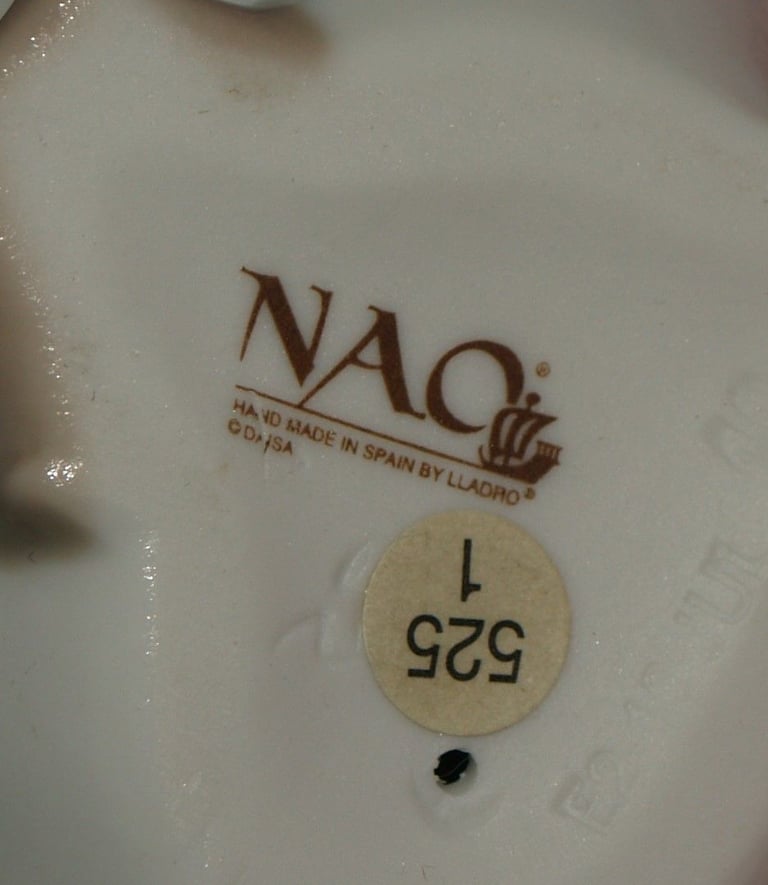 NAO®
HAND MADE IN SPAIN BY LLADRO®
© DAISA
525
1